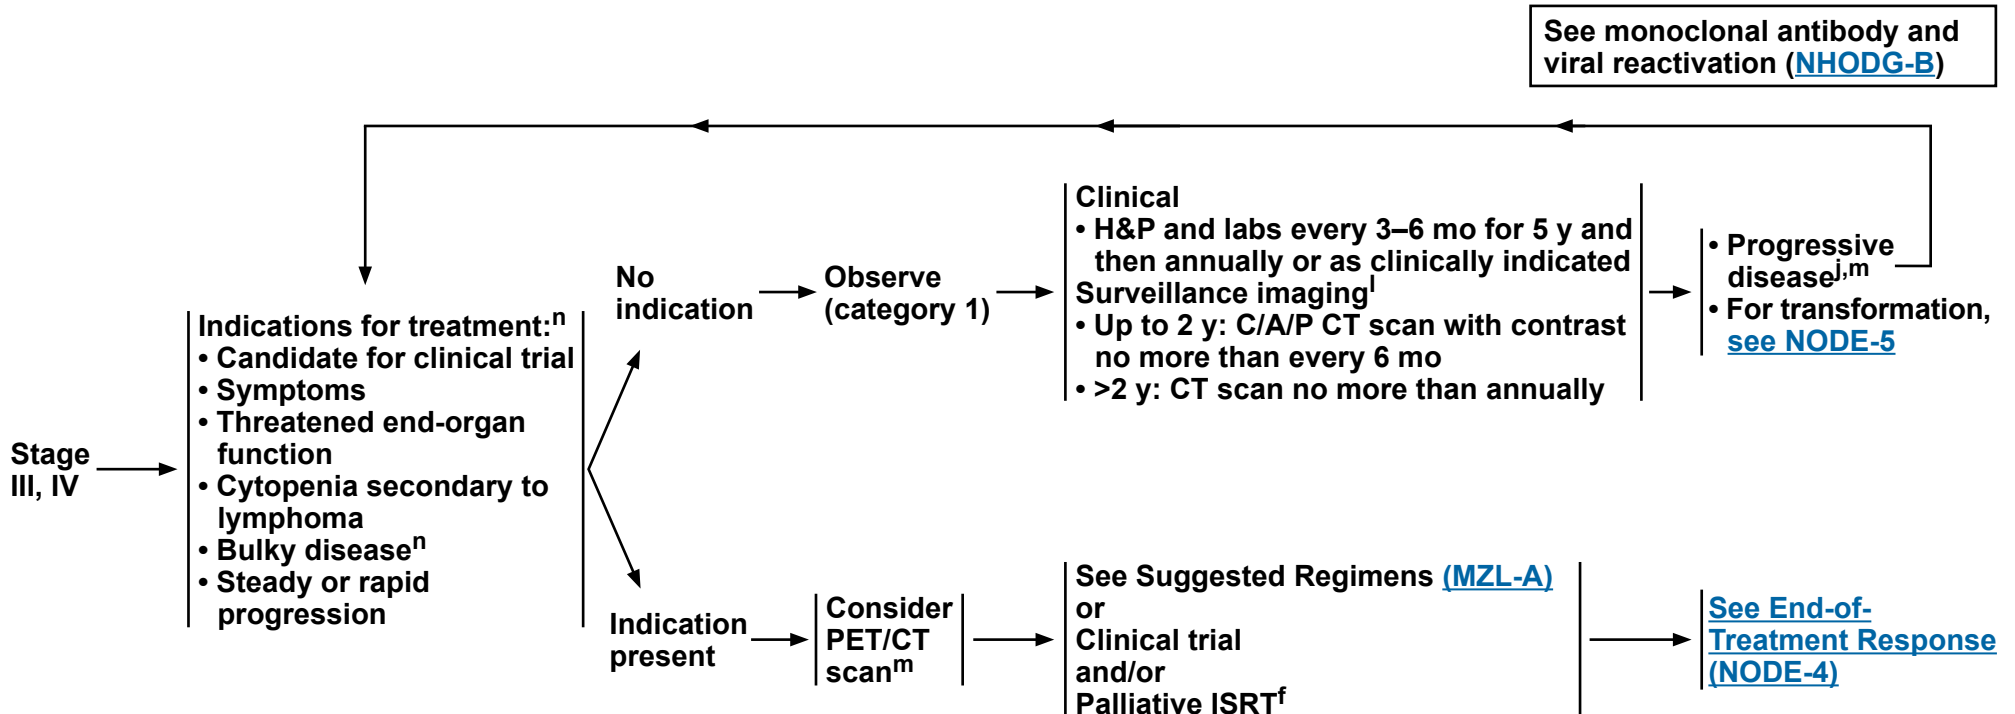 See monoclonal antibody and
viral reactivation (NHODG-B)
Stage
III, IV
Indications for treatment:n
• Candidate for clinical trial
• Symptoms
• Threatened end-organ
function
• Cytopenia secondary to
lymphoma
• Bulky diseasen
• Steady or rapid
progression
No
indication
Observe
(category 1)
Clinical
• H&P and labs every 3–6 mo for 5 y and
then annually or as clinically indicated
Surveillance imagingl
• Up to 2 y: C/A/P CT scan with contrast
no more than every 6 mo
• >2 y: CT scan no more than annually
• Progressive
diseasej,m
• For transformation,
see NODE-5
Indication
present
Consider
PET/CT
scanm
See Suggested Regimens (MZL-A)
or
Clinical trial
and/or
Palliative ISRTf
See End-of-
Treatment Response
(NODE-4)